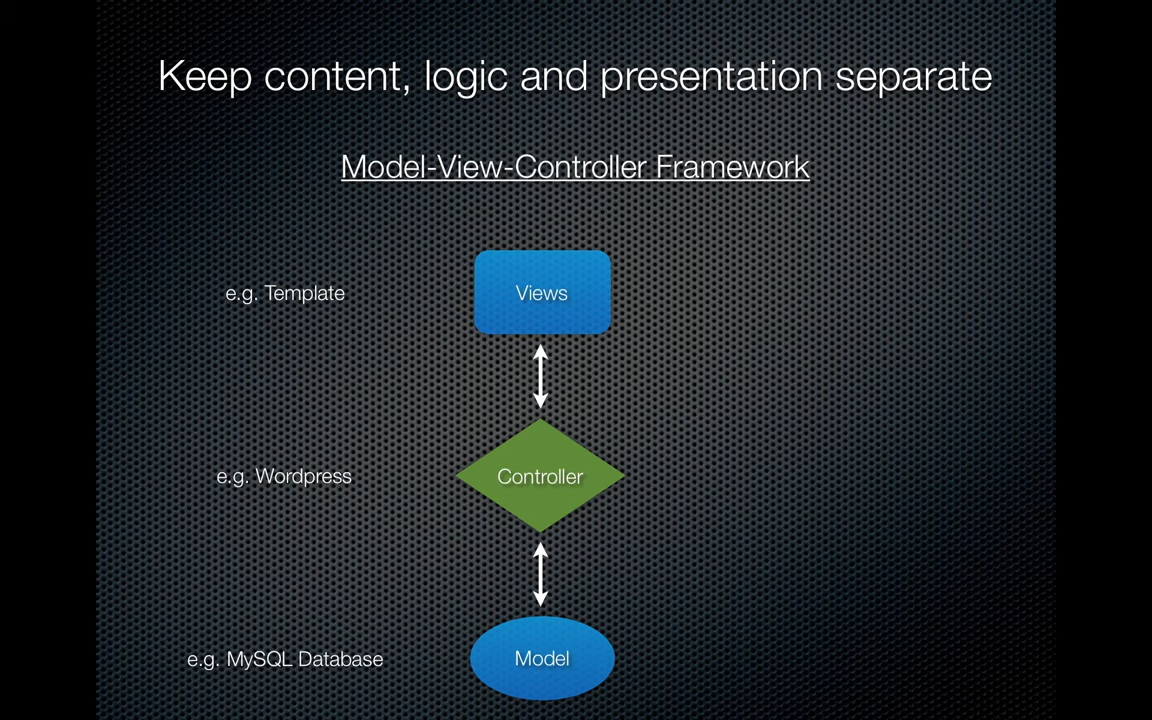 Keep content, logic and presentation separate
Model-View-Controller Framework
e.g. Template
Views
e.g. Wordpress
Controller
e.g. MySQL Database
Model